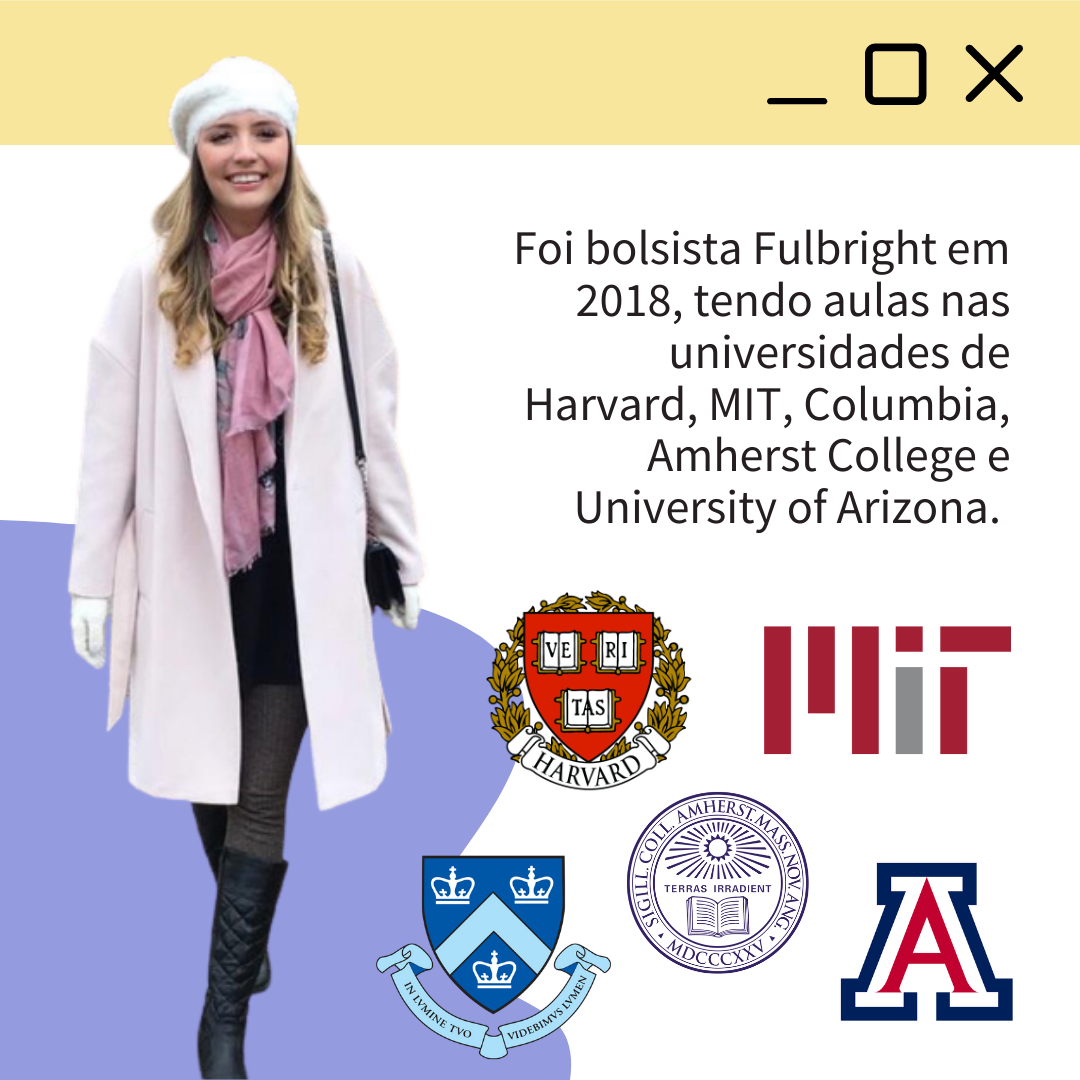 Foi bolsista Fulbright em
2018, tendo aulas nas
universidades de
Harvard, MIT, Columbia,
Amherst College e
University of Arizona.
VE RI
TAS
HARVARD
MiT
SIGILL. COLL. AMHERST. MASS. NOV. ANG.
TERRAS IRRADIENT
MDCCCXXV
IN LVMINE TVO
VIDEBIMVS LVMEN
A